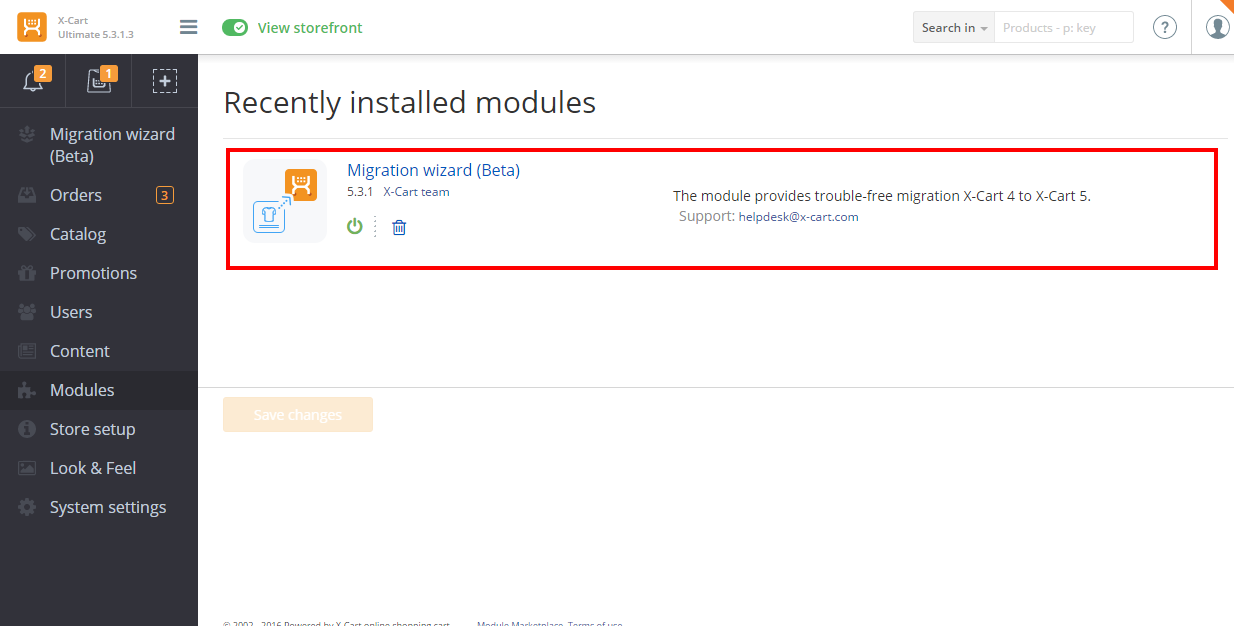 X-Cart
Ultimate 5.3.1.3
View storefront
Search in
Products - p: key
?
2
1
Migration wizard
(Beta)
Orders 3
Catalog
Promotions
Users
Content
Modules
Store setup
Look & Feel
System settings
Recently installed modules
Migration wizard (Beta)
5.3.1 X-Cart team
The module provides trouble-free migration X-Cart 4 to X-Cart 5.
Support: helpdesk@x-cart.com
Save changes
© 2002 - 2016 Powered by X-Cart online shopping cart Module Marketplace Terms of use